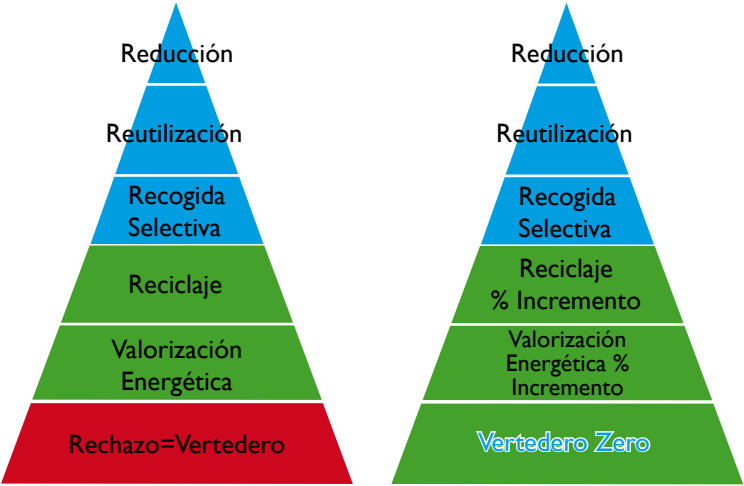 Reducción
Reutilización
Recogida
Selectiva
Reciclaje
Valorización
Energética
Rechazo=Vertedero
Reducción
Reutilización
Recogida
Selectiva
Reciclaje
% Incremento
Valorización
Energética %
Incremento
Vertedero Zero